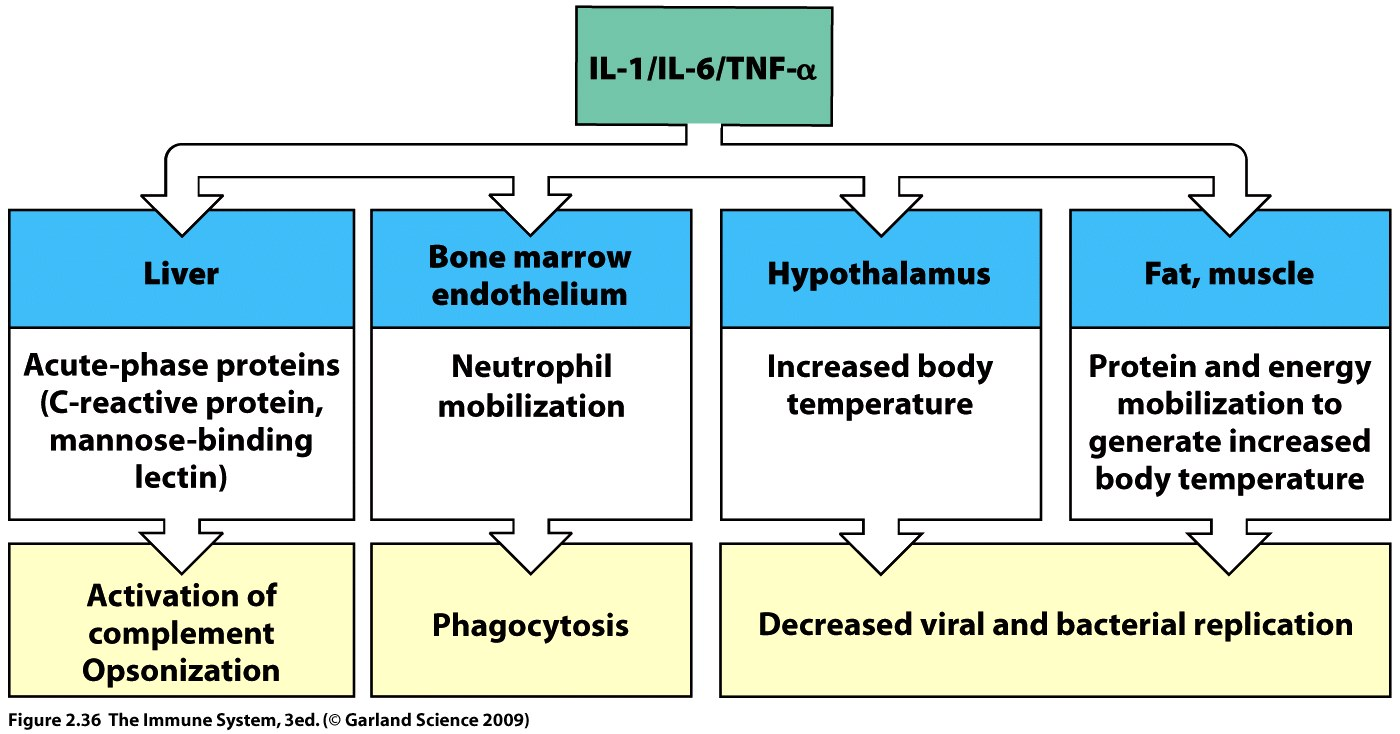 IL-1/IL-6/TNF-α
Liver
Bone marrow
endothelium
Hypothalamus
Fat, muscle
Acute-phase proteins
(C-reactive protein,
mannose-binding
lectin)
Neutrophil
mobilization
Increased body
temperature
Protein and energy
mobilization to
generate increased
body temperature
Activation of
complement
Opsonization
Phagocytosis
Decreased viral and bacterial replication
Figure 2.36 The Immune System, 3ed. (© Garland Science 2009)